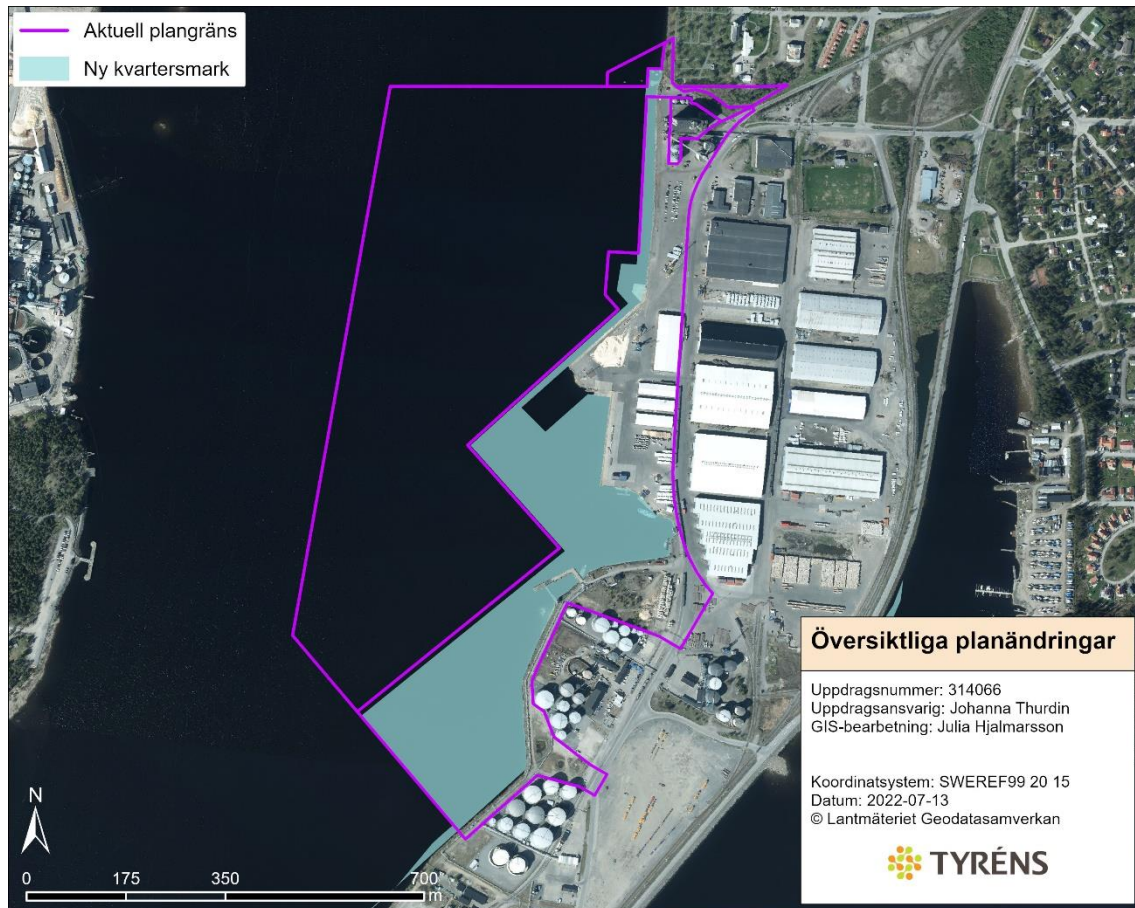 Aktuell plangräns
Ny kvartersmark
Översiktliga planändringar
Uppdragsnummer: 314066
Uppdragsansvarig: Johanna Thurdin
GIS-bearbetning: Julia Hjalmarsson
Koordinatsystem: SWEREF99 20 15
Datum: 2022-07-13
© Lantmäteriet Geodatasamverkan
TYRÉNS
N
0 175 350 700
m